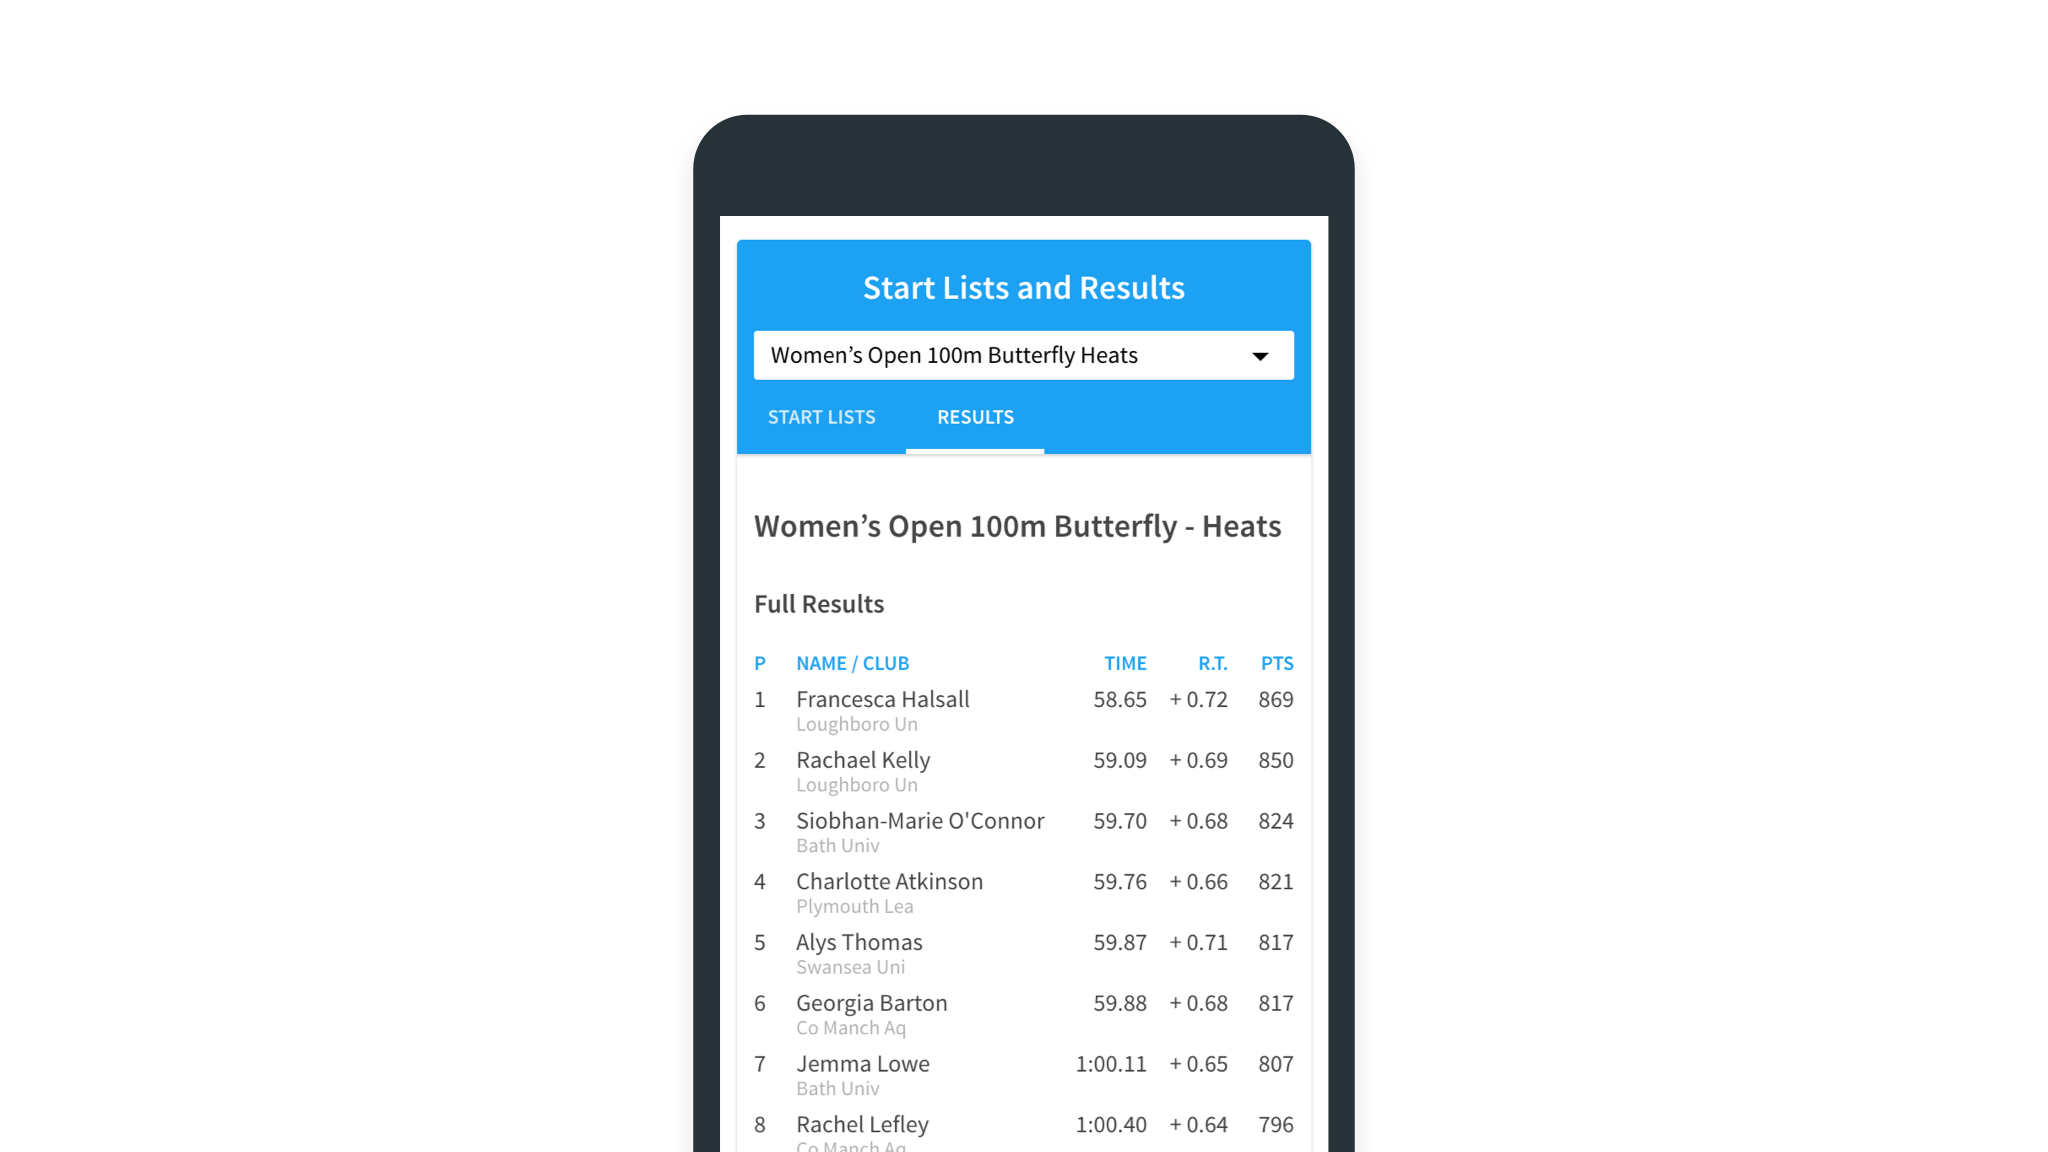 Start Lists and Results
Women’s Open 100m Butterfly Heats
START LISTS RESULTS
Women’s Open 100m Butterfly - Heats
Full Results
P NAME / CLUB TIME R.T. PTS
1 Francesca Halsall 58.65 + 0.72 869
Loughboro Un
2 Rachael Kelly 59.09 + 0.69 850
Loughboro Un
3 Siobhan-Marie O'Connor 59.70 + 0.68 824
Bath Univ
4 Charlotte Atkinson 59.76 + 0.66 821
Plymouth Lea
5 Alys Thomas 59.87 + 0.71 817
Swansea Uni
6 Georgia Barton 59.88 + 0.68 817
Co Manch Aq
7 Jemma Lowe 1:00.11 + 0.65 807
Bath Univ
8 Rachel Lefley 1:00.40 + 0.64 796
Co Manch Aq